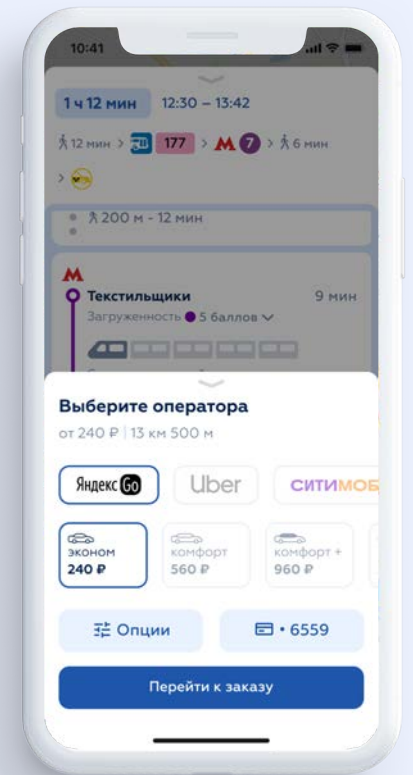 10:41
1 ч 12 мин 12:30 – 13:42
12 мин > 177 > М 7 > 6 мин
>
200 м - 12 мин
М
Текстильщики 9 мин
Загруженность 5 баллов
Выберите оператора
от 240 ₽ | 13 км 500 м
Яндекс Go Uber СИТИМОБ
эконом комфорт комфорт +
240 ₽ 560 ₽ 960 ₽
Опции • 6559
Перейти к заказу